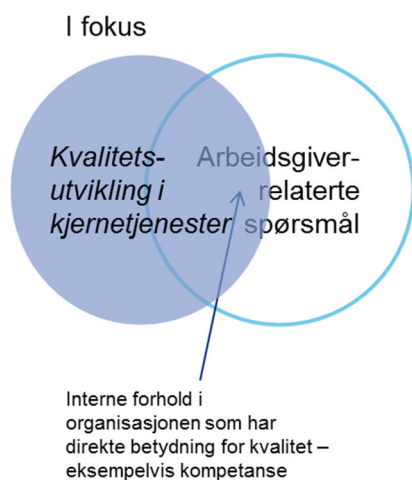 I fokus
Kvalitets-
utvikling i
kjernetjenester
Arbeidsgiver-
relaterte
spørsmål
Interne forhold i
organisasjonen som har
direkte betydning for kvalitet –
eksempelvis kompetanse